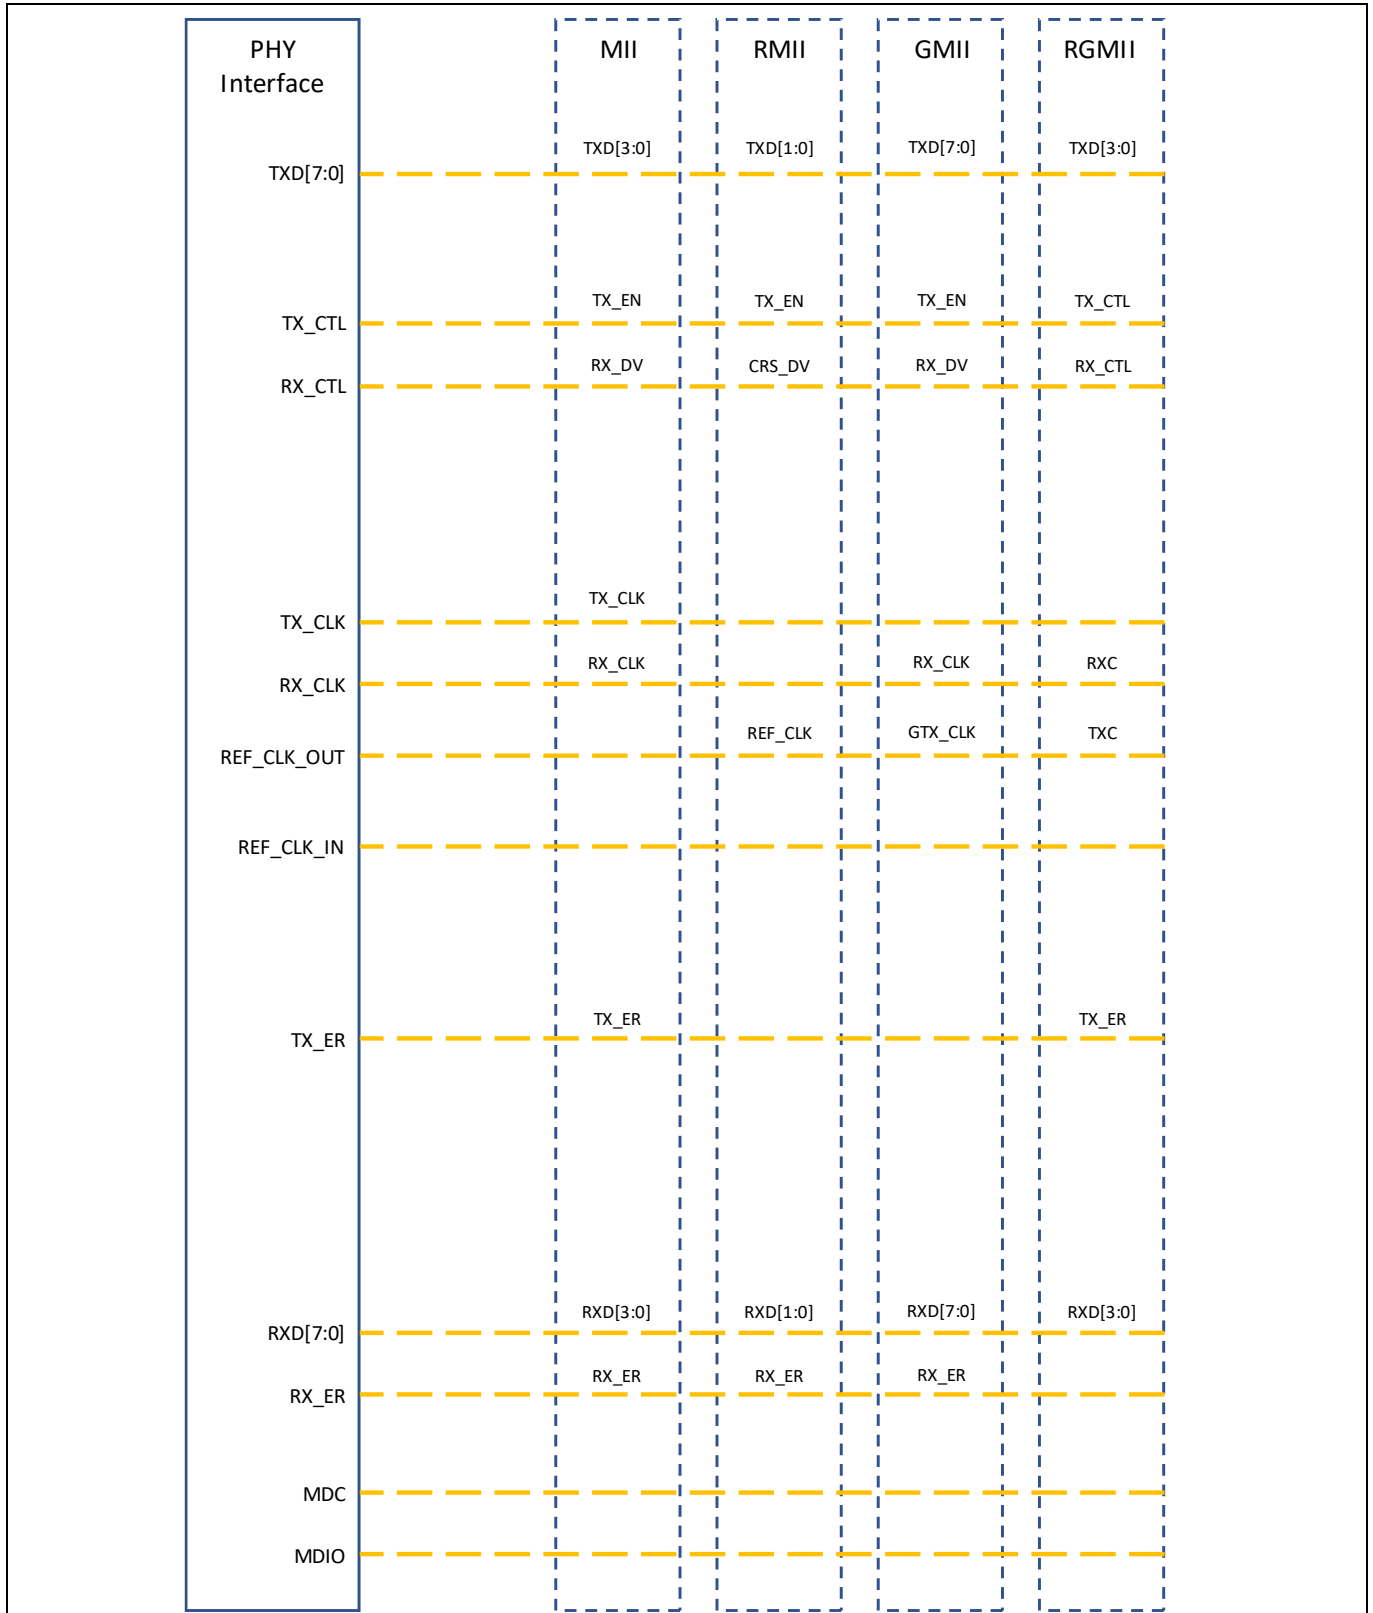 PHY
Interface
MII
RMII
GMII
RGMII
TXD[7:0]
TXD[3:0]
TXD[1:0]
TXD[7:0]
TXD[3:0]
TX_CTL
TX_EN
TX_EN
TX_EN
TX_CTL
RX_CTL
RX_DV
CRS_DV
RX_DV
RX_CTL
TX_CLK
TX_CLK
RX_CLK
RX_CLK
RX_CLK
RXC
REF_CLK_OUT
REF_CLK
GTX_CLK
TXC
REF_CLK_IN
TX_ER
TX_ER
TX_ER
RXD[7:0]
RXD[3:0]
RXD[1:0]
RXD[7:0]
RXD[3:0]
RX_ER
RX_ER
RX_ER
RX_ER
MDC
MDIO